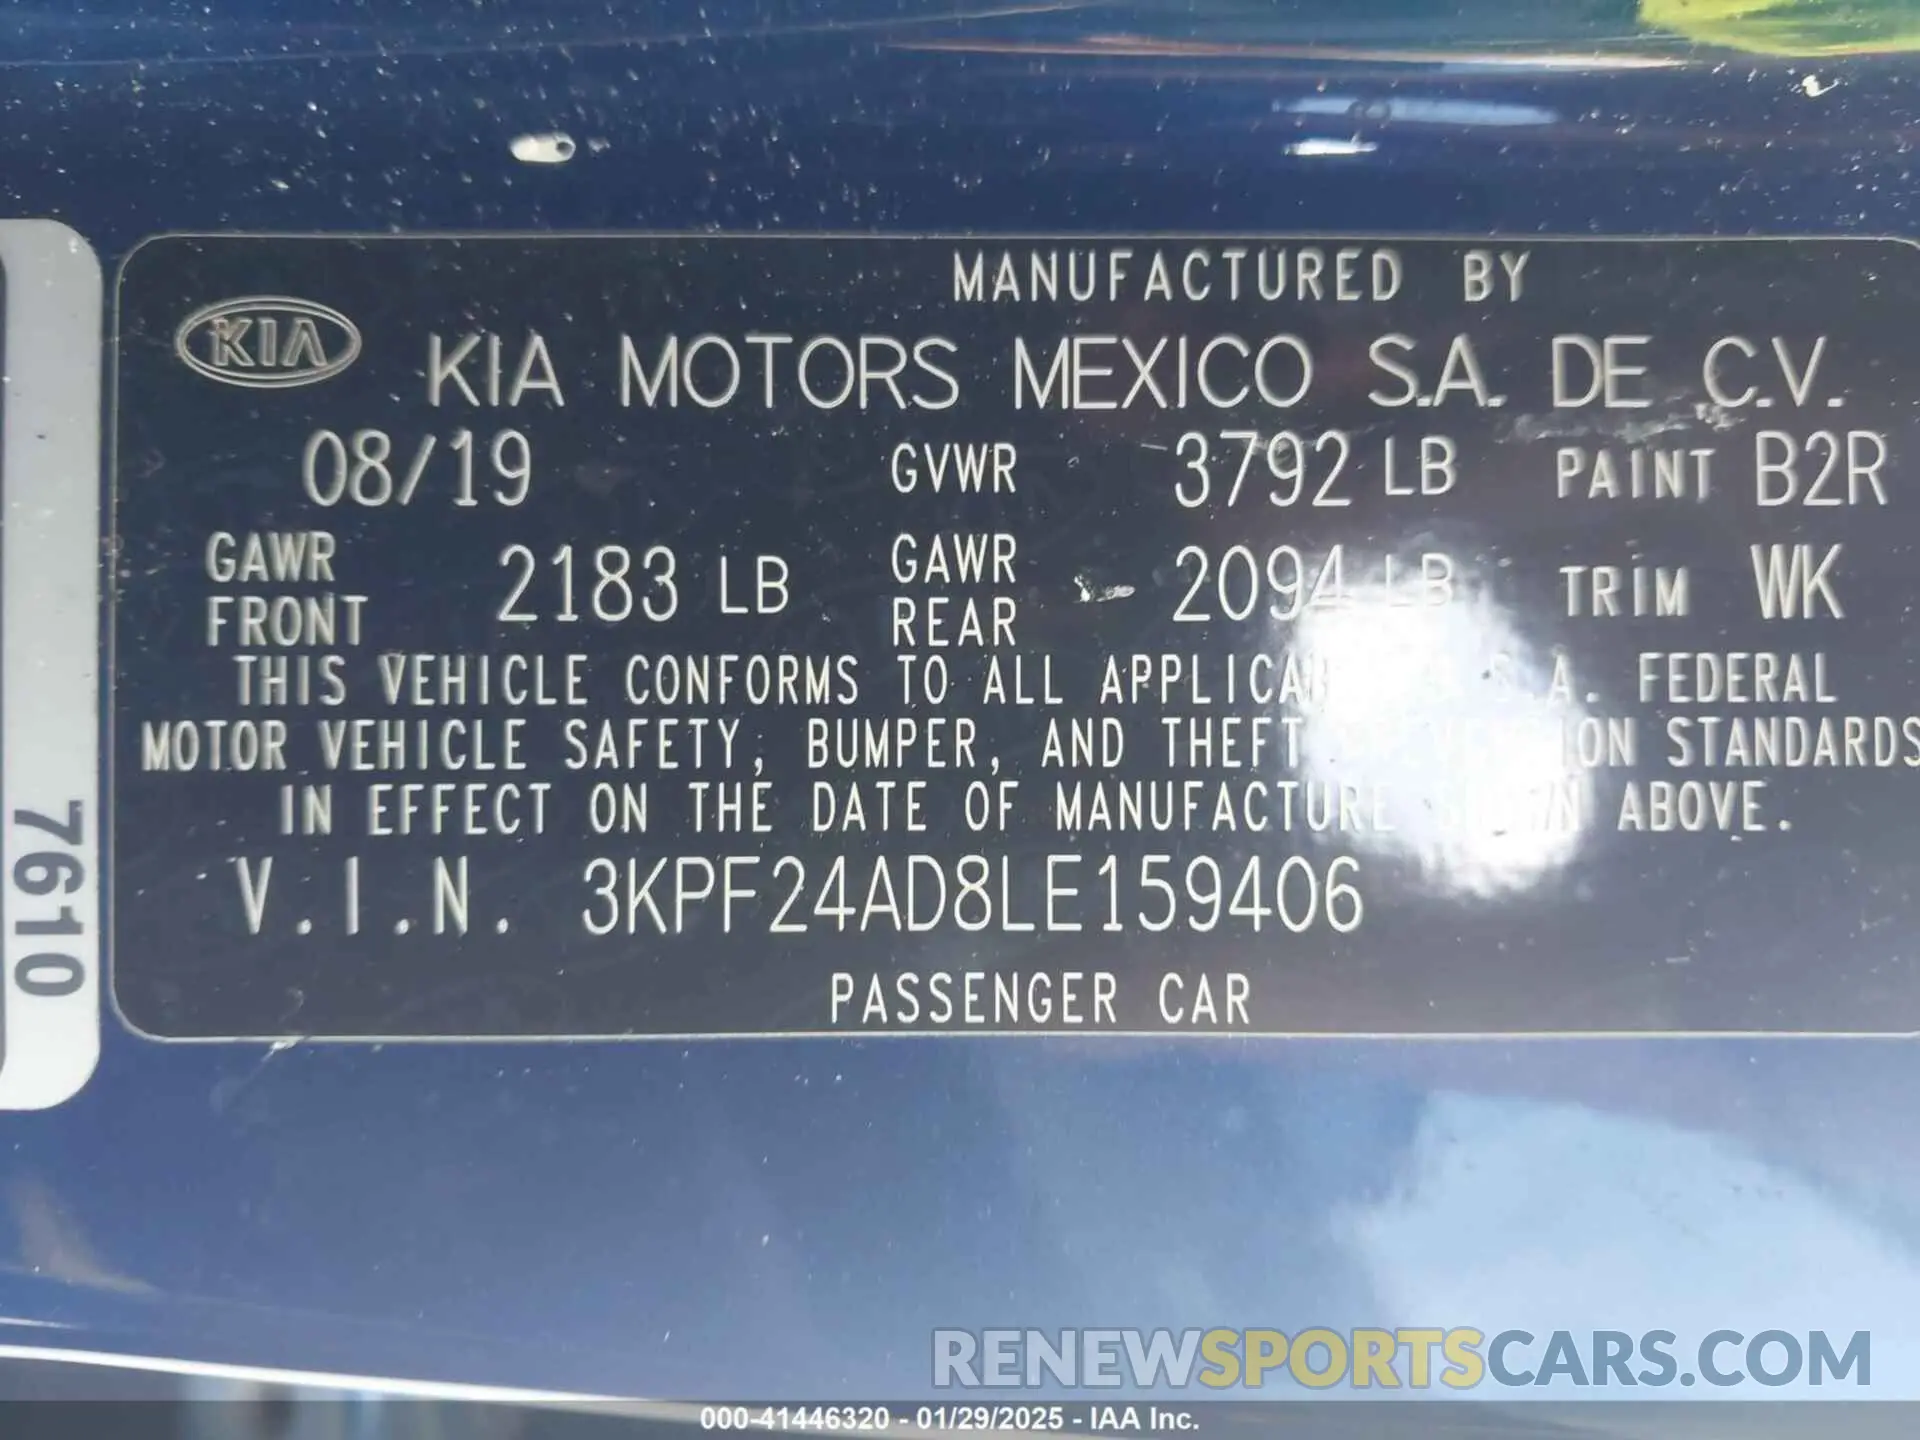 MANUFACTURED BY
KIA KIA MOTORS MEXICO S.A. DE C.V.
08/19 GVWR 3792 LB PAINT B2R
GAWR FRONT 2183 LB GAWR REAR 2094 LB TRIM WK
THIS VEHICLE CONFORMS TO ALL S.A. FEDERAL
MOTOR VEHICLE SAFETY, BUMPER, AND THEFT STANDARDS
IN EFFECT ON THE DATE OF MANUFACTURE ABOVE.
V.I.N. 3KPF24AD8LE159406
PASSENGER CAR
7610
RENEWSPORTSCARS.COM
000-41446320 - 01/29/2025 - IAA Inc.